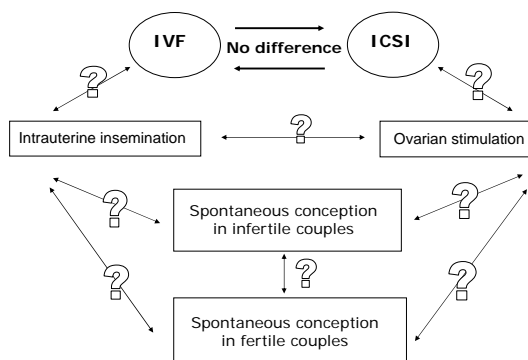 IVF
No difference
ICSI
?
?
Intrauterine insemination
?
Ovarian stimulation
?
Spontaneous conception
in infertile couples
?
?
?
Spontaneous conception
in fertile couples
?